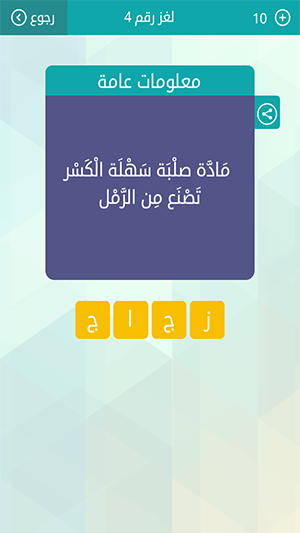 رجوع
لغز رقم 4
10
معلومات عامة
مَادَّة صلْبَة سَهْلَة الْكَسْر
تَصْنَع مِن الرَّمْل
ز ج ا ج